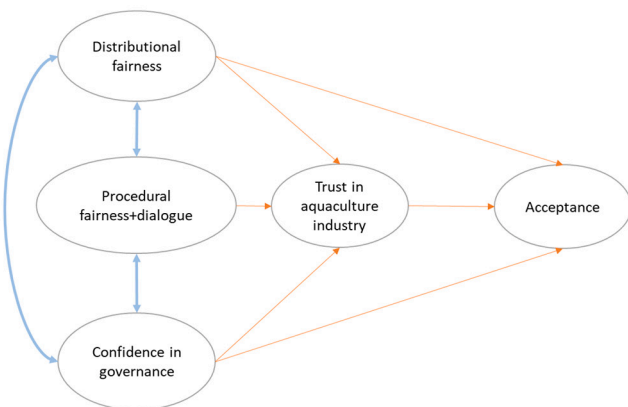 Distributional
fairness
Procedural
fairness+dialogue
Trust in
aquaculture
industry
Acceptance
Confidence in
governance